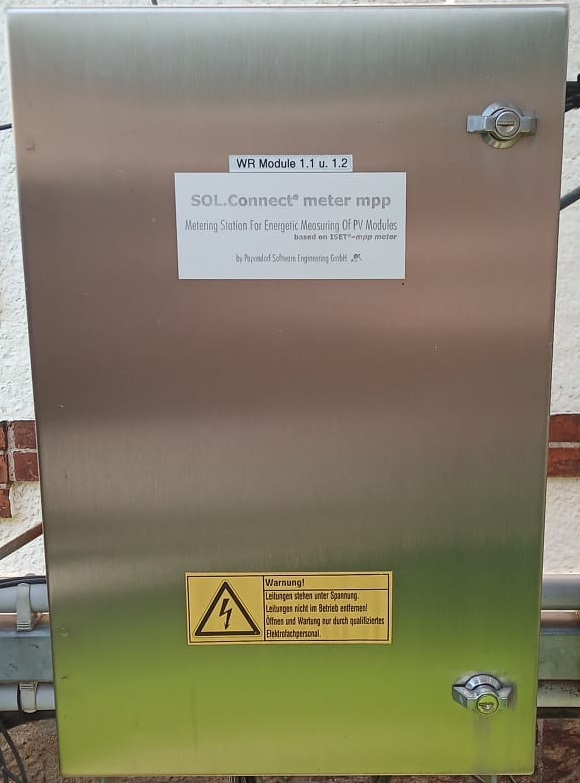 WR Module 1.1 u. 1.2
SOL.Connect® meter mpp
Metering Station For Energetic Measuring Of PV Modules
based on ISET®-mpp meter
by Papendorf Software Engineering GmbH
Warnung!
Leitungen stehen unter Spannung.
Leitungen nicht im Betrieb entfernen!
Öffnen und Wartung nur durch qualifiziertes
Elektrofachpersonal.